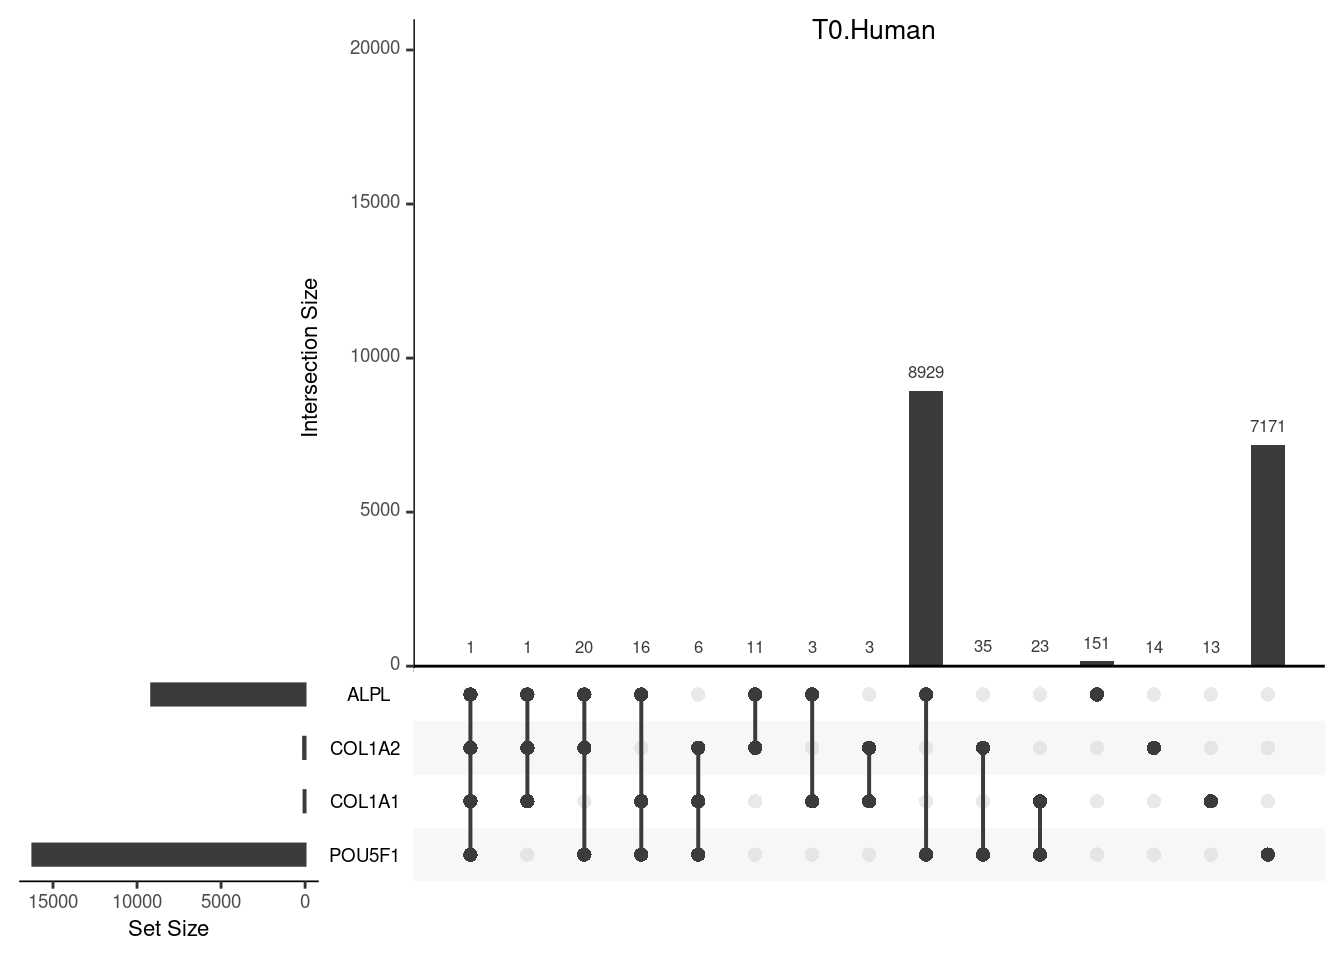 T0.Human
20000
15000
10000
5000
0
Intersection Size
8929
7171
1 1 20 16 6 11 3 3 35 23 151 14 13
ALPL
COL1A2
COL1A1
POU5F1
15000 10000 5000 0
Set Size